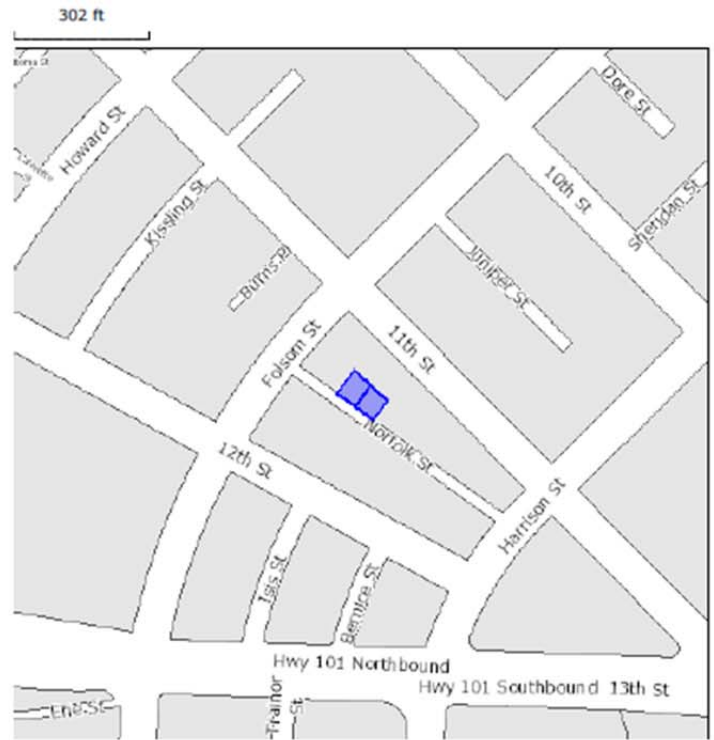 302 ft
Howard St
Dore St
10th St
Sheridan St
Kissling St
Burns Pl
Juniper St
Folsom St
11th St
Norfolk St
12th St
Harrison St
Isis St
Bernice St
Hwy 101 Northbound
Hwy 101 Southbound 13th St
Erie St
Trainor St